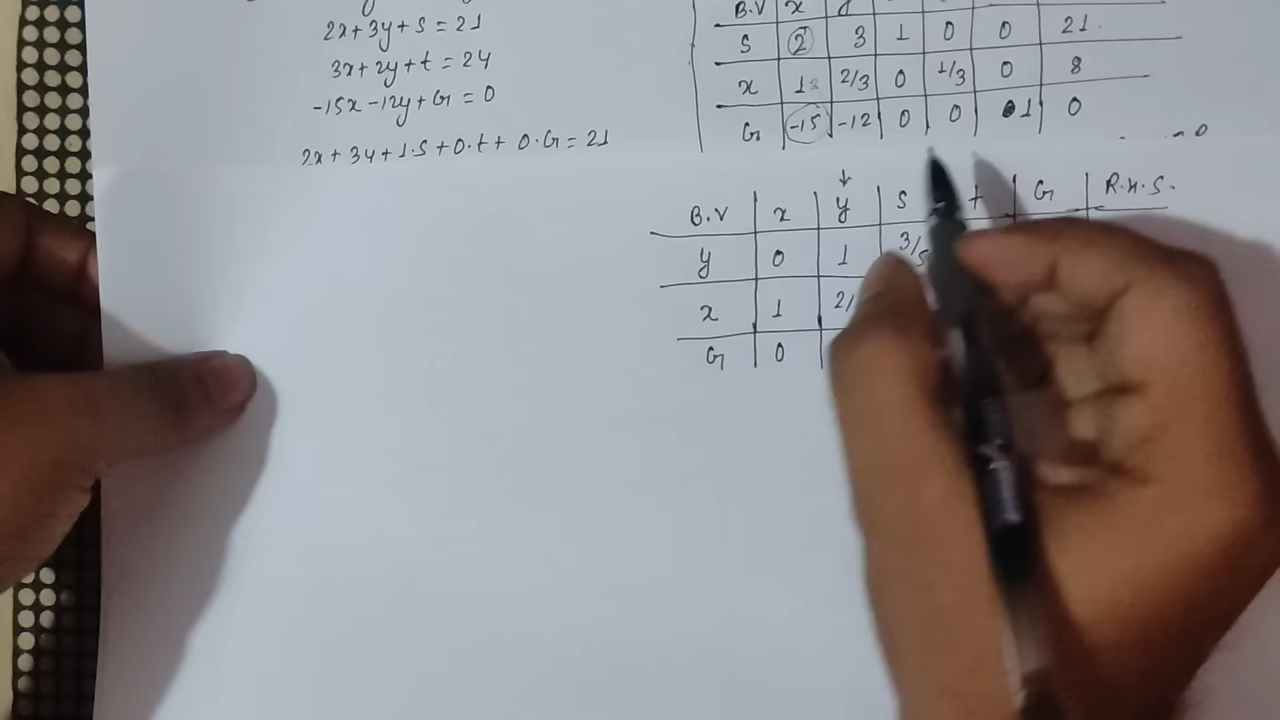 2x + 3y + s = 21
3x + 2y + t = 24
-15x - 12y + G = 0
2x + 3y + 1.s + 0.t + 0.G = 21
B.V x y
s 2 3 1 0 0 21
x 1 2/3 0 1/3 0 8
G -15 -12 0 0 1 0
B.V x y s t G R.H.S.
y 0 1 3/5
x 1 2/
G 0